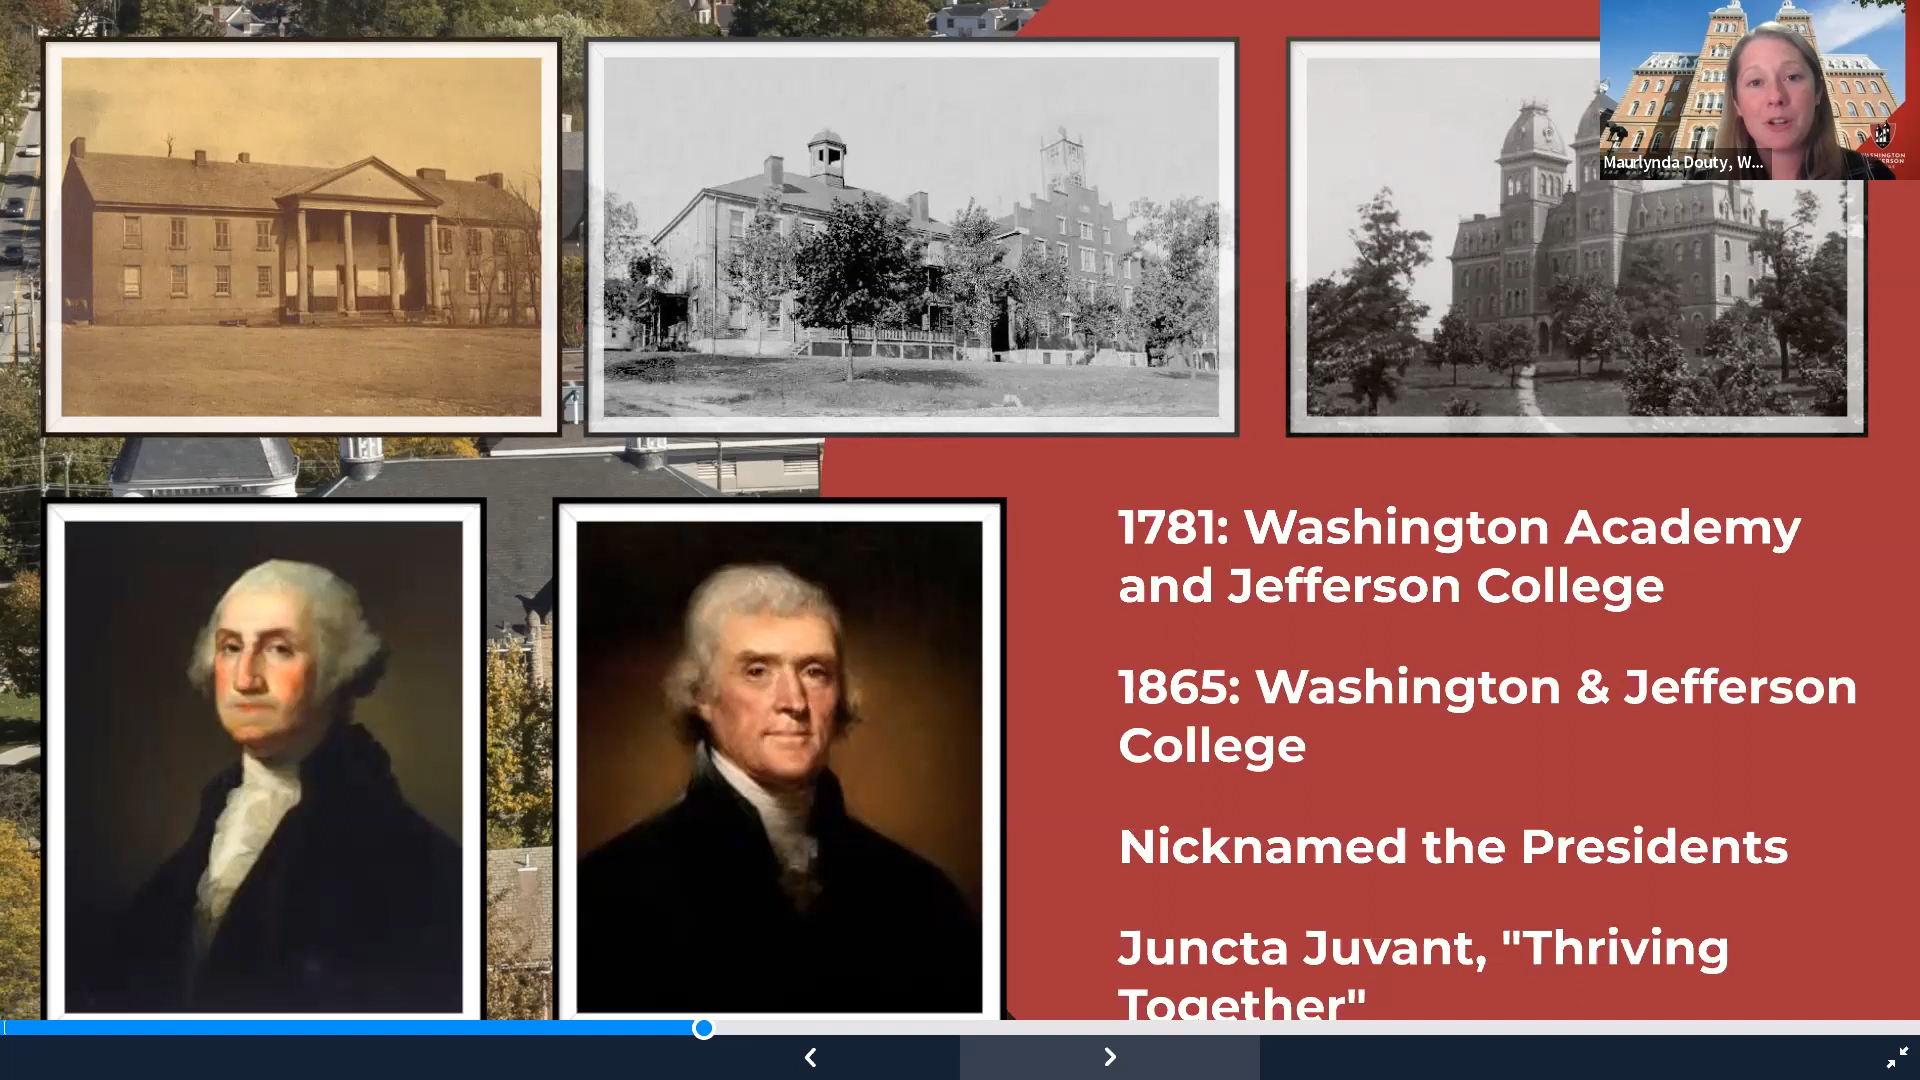 Maurlynda Douty, W...
WASHINGTON
1781: Washington Academy
and Jefferson College
1865: Washington & Jefferson
College
Nicknamed the Presidents
Juncta Juvant, "Thriving
Together"